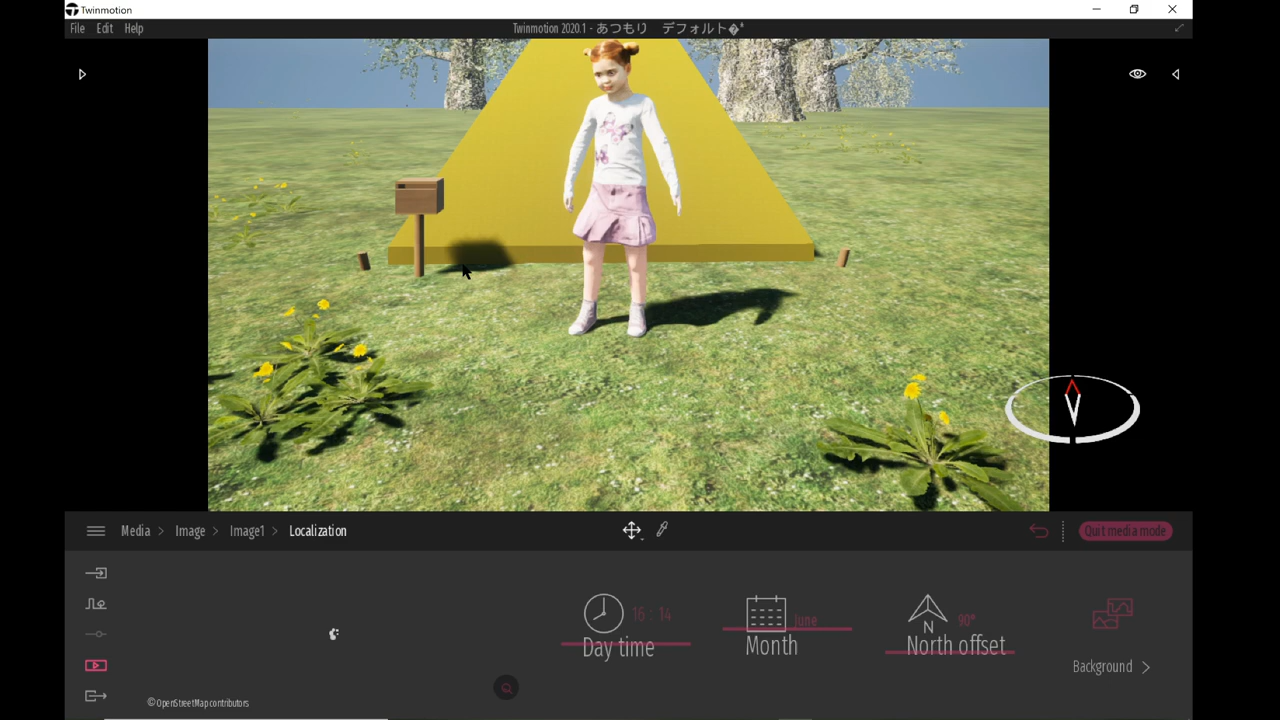 Twinmotion
File Edit Help
Twinmotion 2020.1 - あつもり デフォルト�*
Media > Image > Image1 > Localization
Quit media mode
16 : 14
Day time
June
Month
N
90°
North offset
Background >
© OpenStreetMap contributors